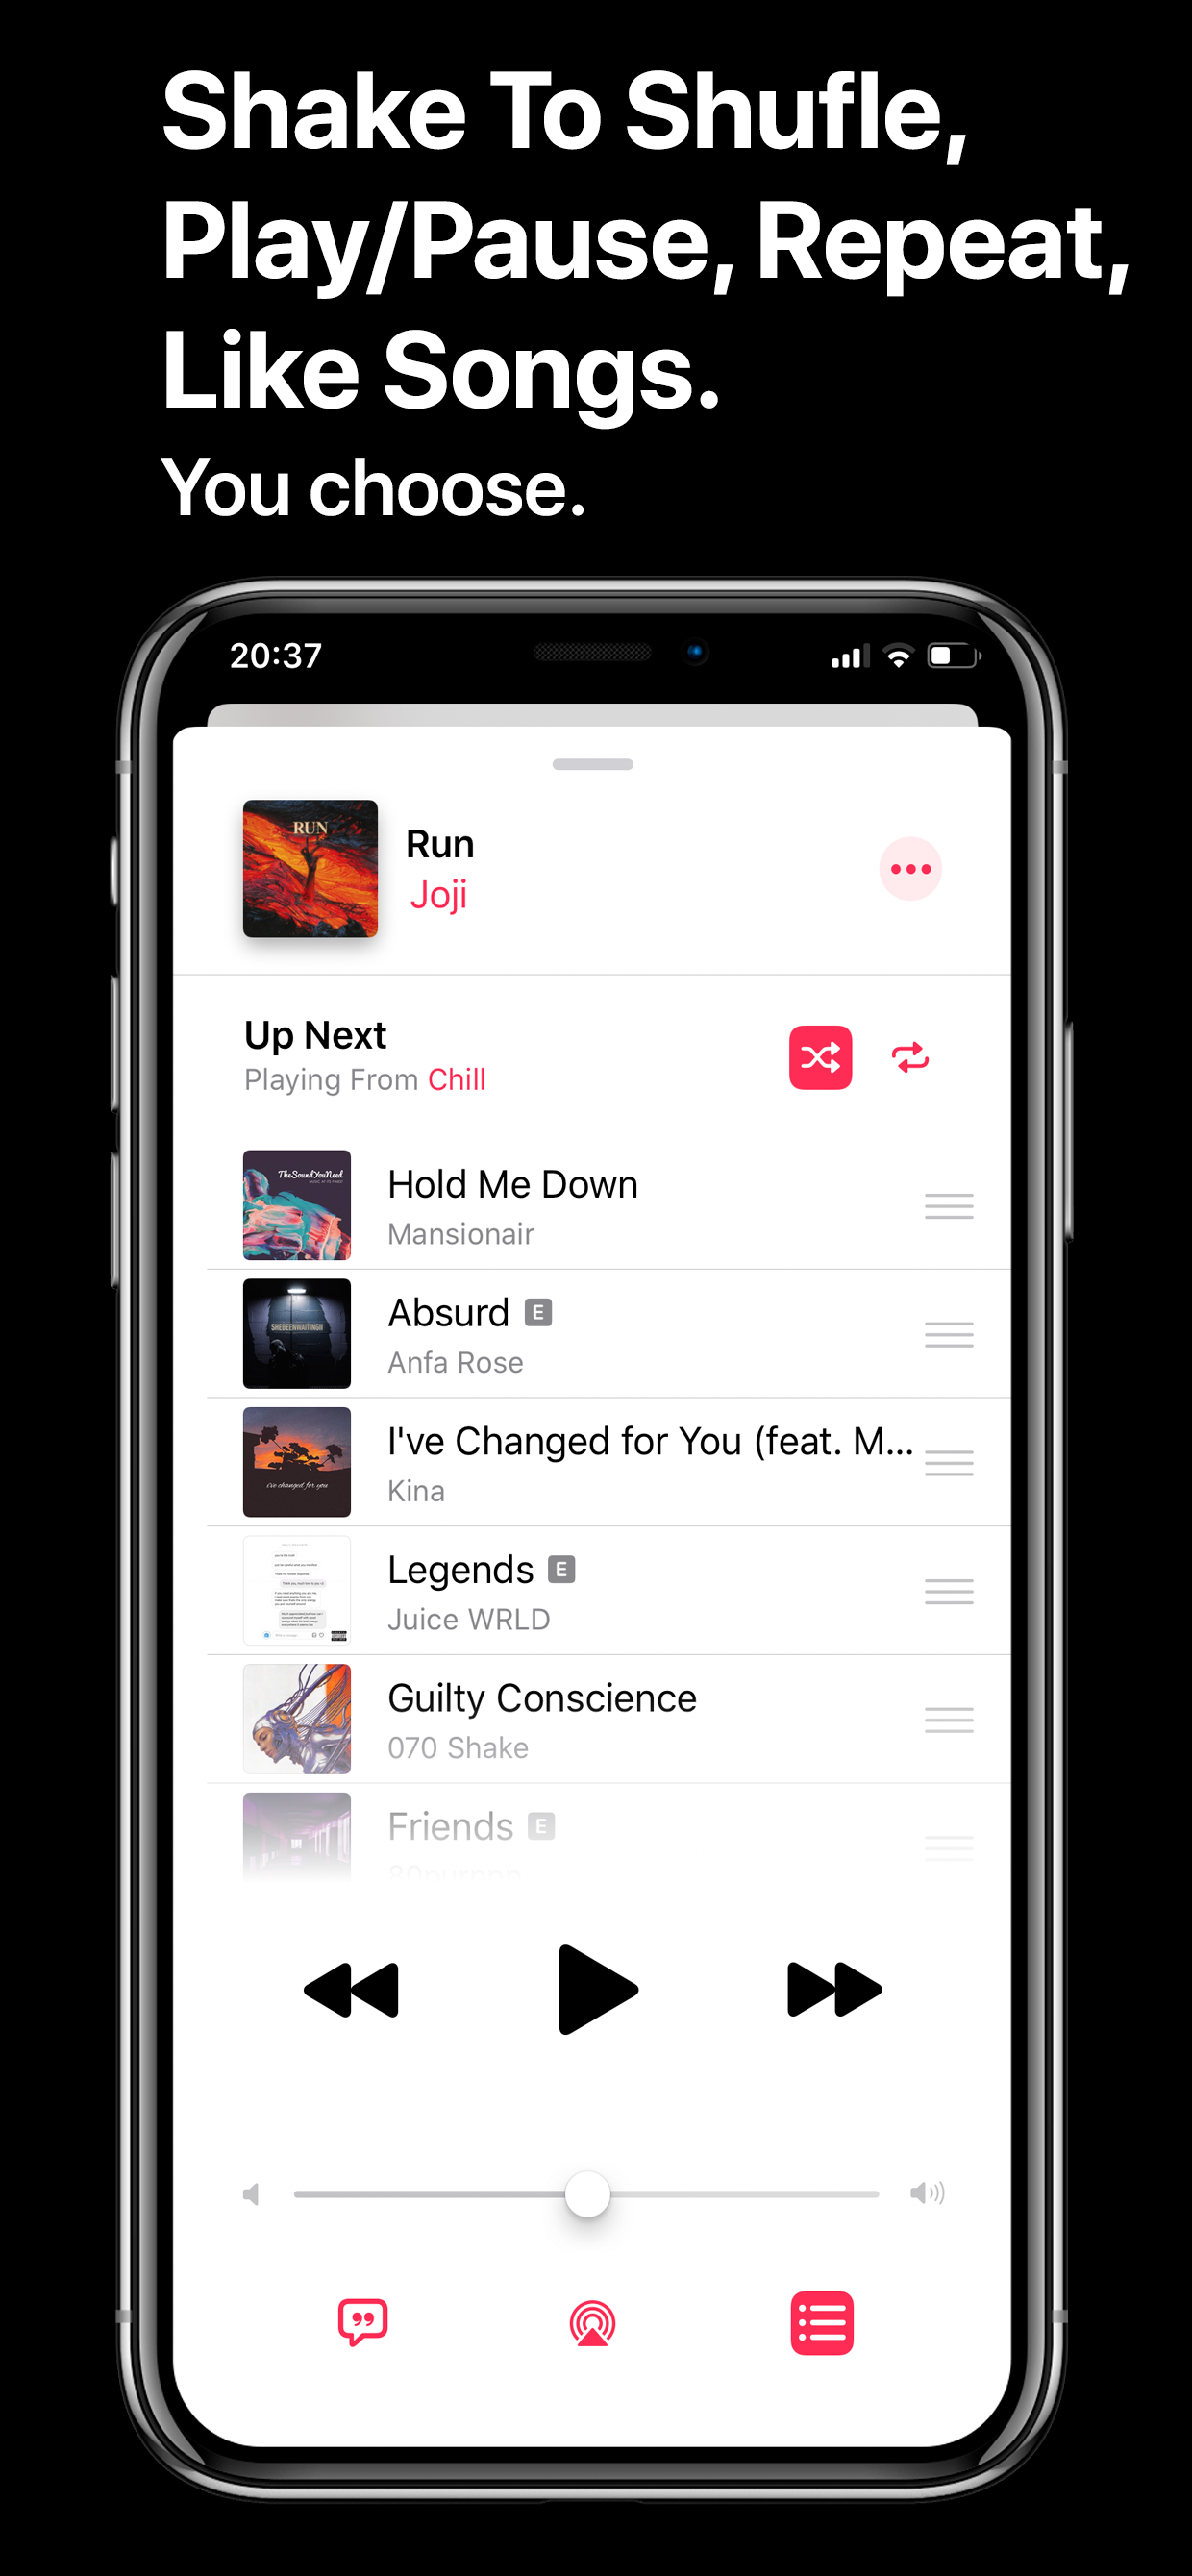 Shake To Shufle,
Play/Pause, Repeat,
Like Songs.
You choose.
20:37
RUN
Run
Joji
Up Next
Playing From Chill
TheSoundYouNeed
Hold Me Down
Mansionair
SHEBEENWAITINGII
Absurd E
Anfa Rose
I've Changed for You (feat. M...
i've changed for you
Kina
Legends E
Juice WRLD
Guilty Conscience
070 Shake
Friends E